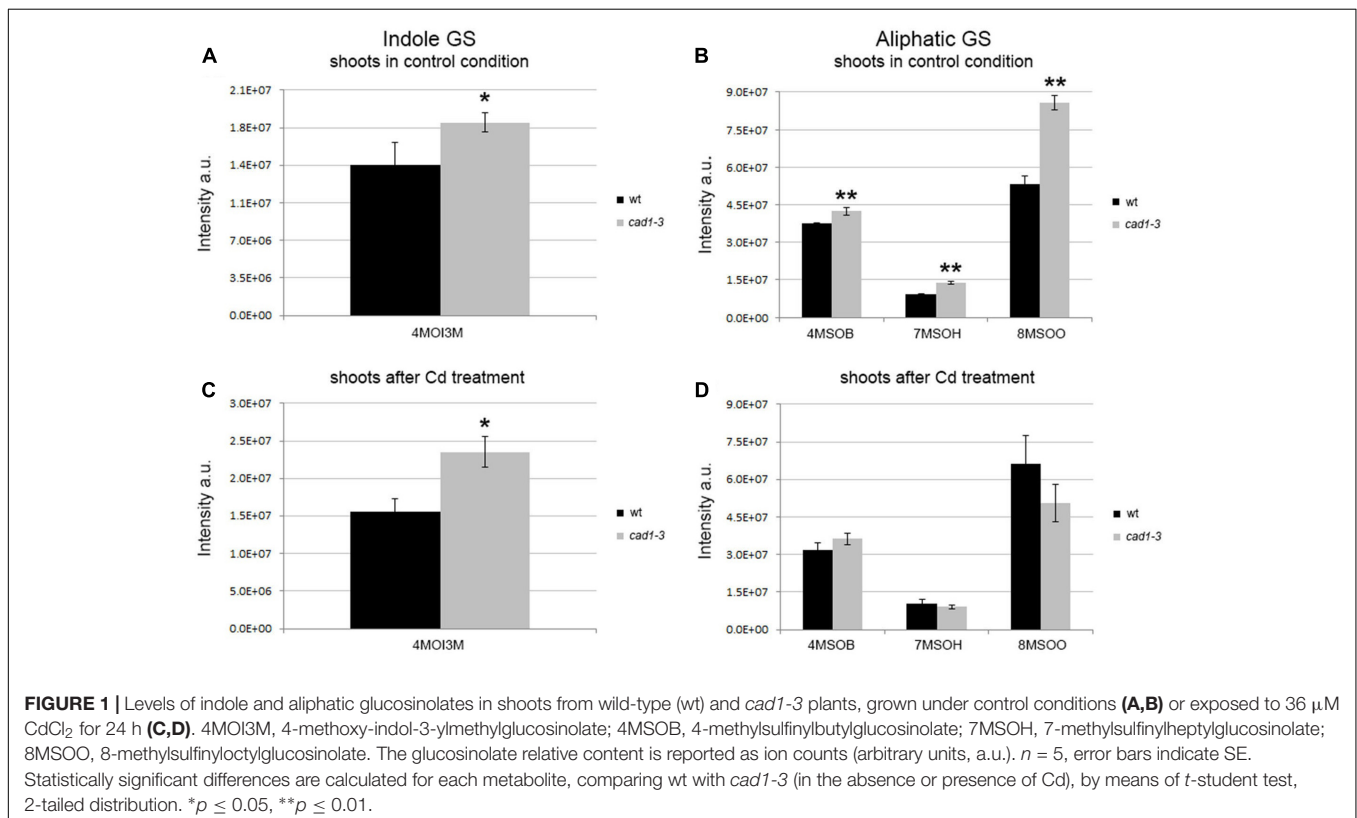 Indole GS
shoots in control condition
A
Intensity a.u.
2.1E+07
1.8E+07
1.4E+07
1.1E+07
7.0E+06
3.5E+06
0.0E+00
*
4MOI3M
wt
cad1-3
Aliphatic GS
shoots in control condition
B
Intensity a.u.
9.0E+07
7.5E+07
6.0E+07
4.5E+07
3.0E+07
1.5E+07
0.0E+00
**
**
**
4MSOB 7MSOH 8MSOO
wt
cad1-3
shoots after Cd treatment
C
Intensity a.u.
3.0E+07
2.5E+07
2.0E+07
1.5E+07
1.0E+07
5.0E+06
0.0E+00
*
4MOI3M
wt
cad1-3
shoots after Cd treatment
D
Intensity a.u.
9.0E+07
7.5E+07
6.0E+07
4.5E+07
3.0E+07
1.5E+07
0.0E+00
4MSOB 7MSOH 8MSOO
wt
cad1-3
FIGURE 1 | Levels of indole and aliphatic glucosinolates in shoots from wild-type (wt) and cad1-3 plants, grown under control conditions (A,B) or exposed to 36 μM
CdCl₂ for 24 h (C,D). 4MOI3M, 4-methoxy-indol-3-ylmethylglucosinolate; 4MSOB, 4-methylsulfinylbutylglucosinolate; 7MSOH, 7-methylsulfinylheptylglucosinolate;
8MSOO, 8-methylsulfinyloctylglucosinolate. The glucosinolate relative content is reported as ion counts (arbitrary units, a.u.). n = 5, error bars indicate SE.
Statistically significant differences are calculated for each metabolite, comparing wt with cad1-3 (in the absence or presence of Cd), by means of t-student test,
2-tailed distribution. *p ≤ 0.05, **p ≤ 0.01.